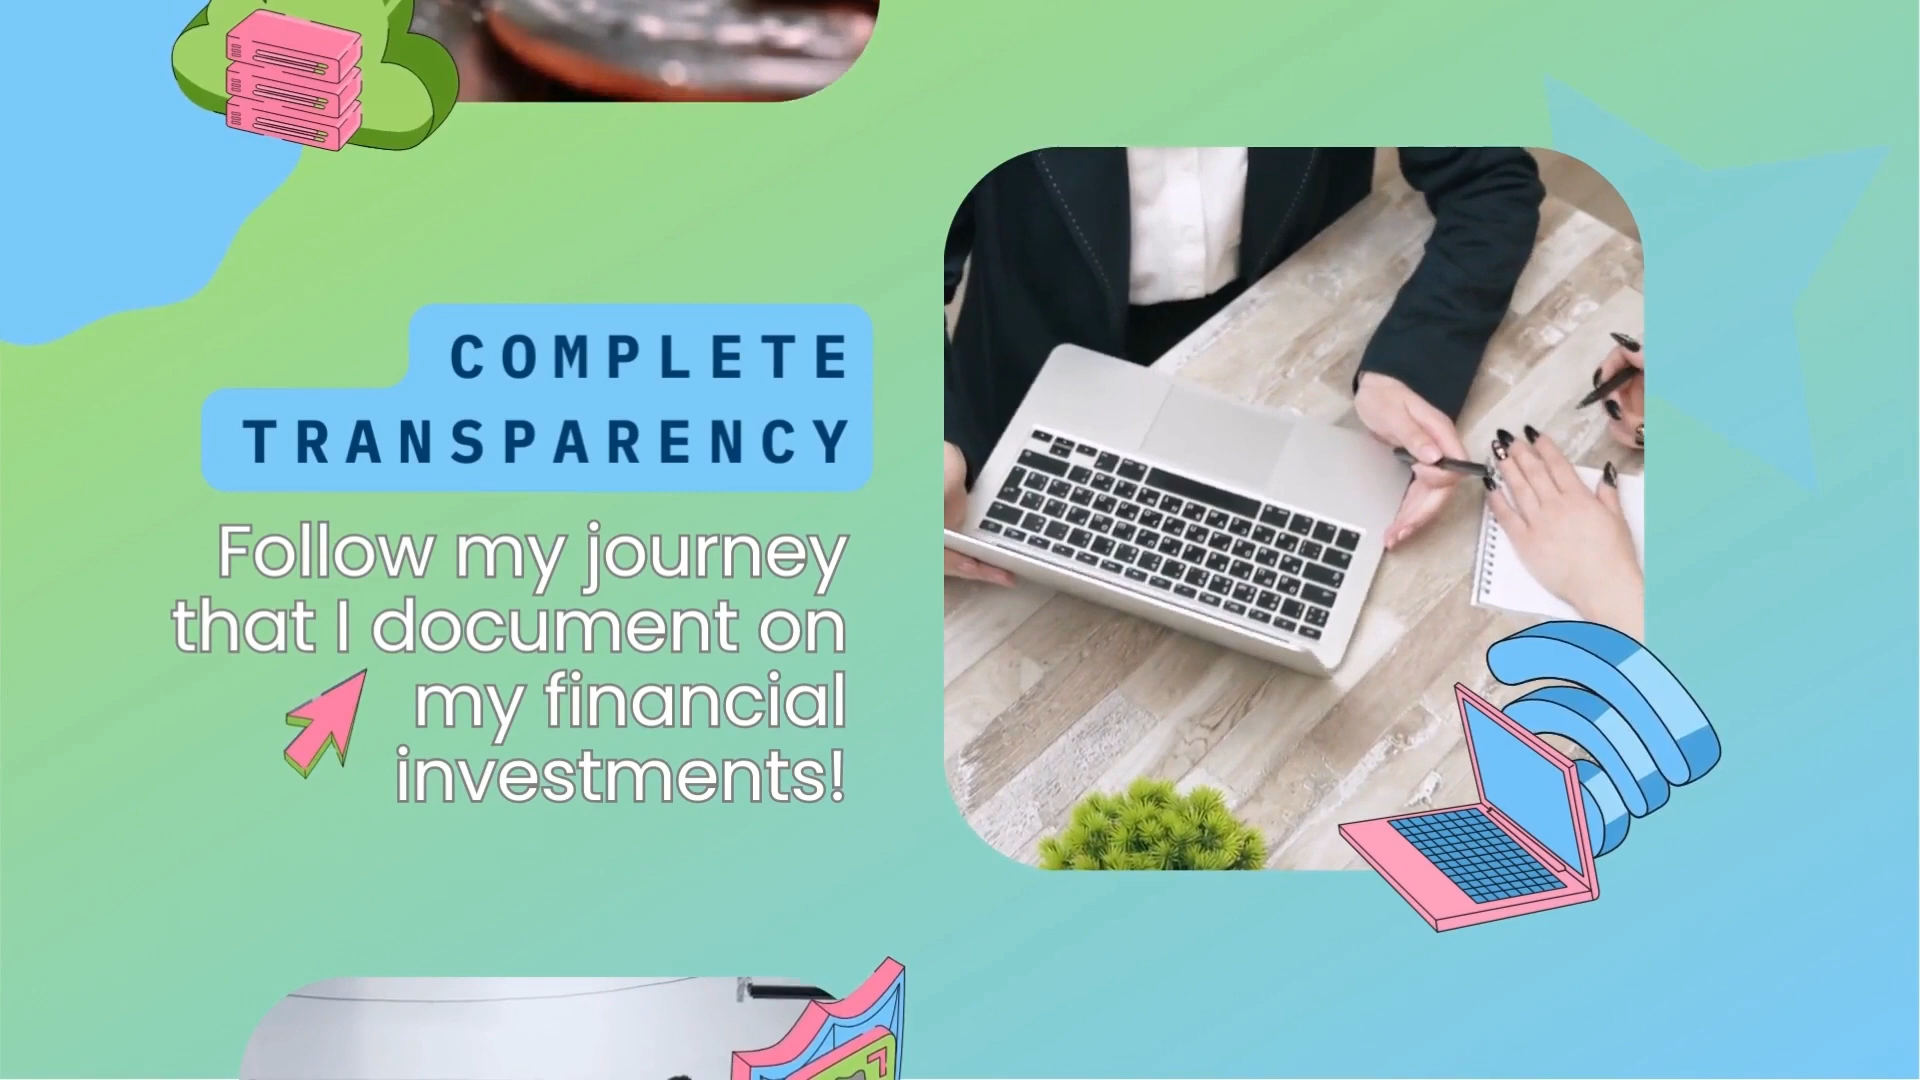 COMPLETE
TRANSPARENCY
Follow my journey
that I document on
my financial
investments!